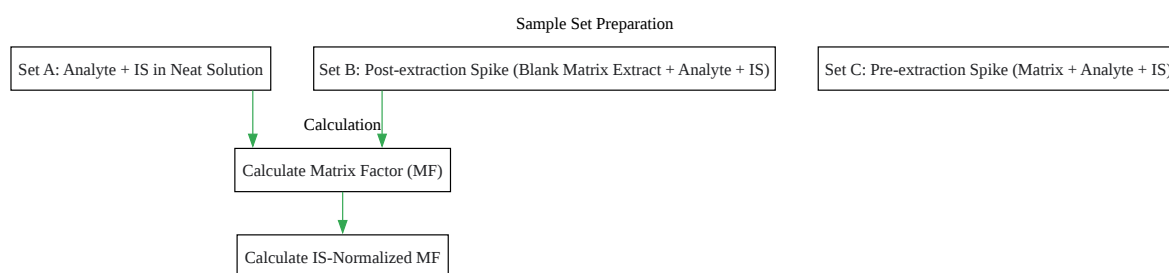 Sample Set Preparation
Set A: Analyte + IS in Neat Solution
Set B: Post-extraction Spike (Blank Matrix Extract + Analyte + IS)
Set C: Pre-extraction Spike (Matrix + Analyte + IS)
Calculation
Calculate Matrix Factor (MF)
Calculate IS-Normalized MF